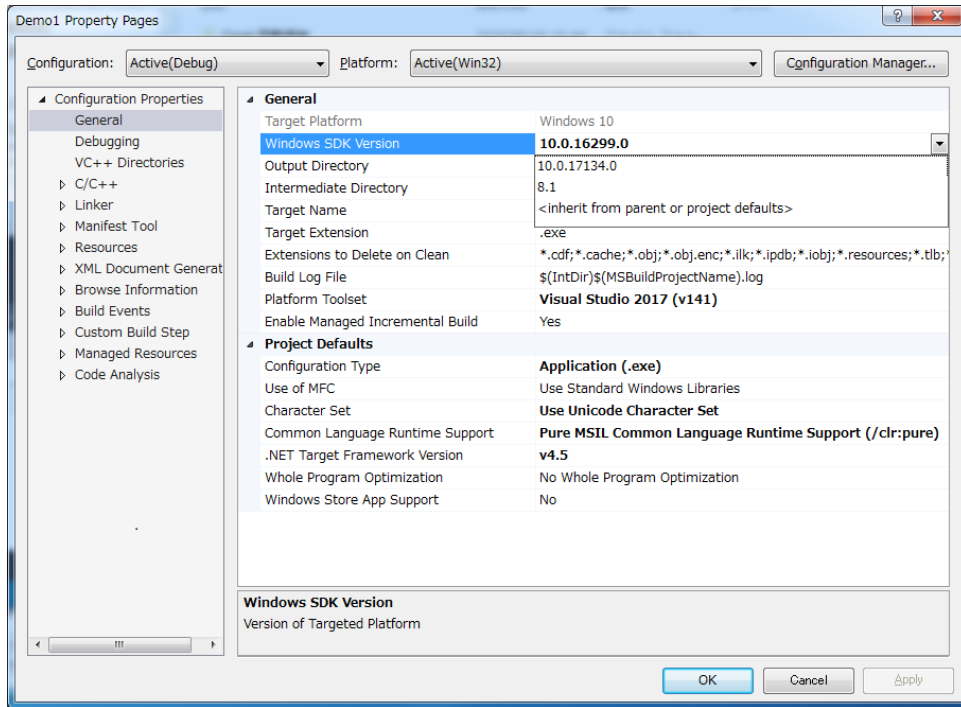 Demo1 Property Pages
Configuration: Active(Debug) Platform: Active(Win32) Configuration Manager...
Configuration Properties
General
Debugging
VC++ Directories
C/C++
Linker
Manifest Tool
Resources
XML Document Generat
Browse Information
Build Events
Custom Build Step
Managed Resources
Code Analysis
General
Target Platform Windows 10
Windows SDK Version 10.0.16299.0
Output Directory 10.0.17134.0
Intermediate Directory 8.1
Target Name <inherit from parent or project defaults>
Target Extension .exe
Extensions to Delete on Clean *.cdf;*.cache;*.obj;*.obj.enc;*.ilk;*.ipdb;*.iobj;*.resources;*.tlb;*
Build Log File $(IntDir)$(MSBuildProjectName).log
Platform Toolset Visual Studio 2017 (v141)
Enable Managed Incremental Build Yes
Project Defaults
Configuration Type Application (.exe)
Use of MFC Use Standard Windows Libraries
Character Set Use Unicode Character Set
Common Language Runtime Support Pure MSIL Common Language Runtime Support (/clr:pure)
.NET Target Framework Version v4.5
Whole Program Optimization No Whole Program Optimization
Windows Store App Support No
Windows SDK Version
Version of Targeted Platform
OK Cancel Apply